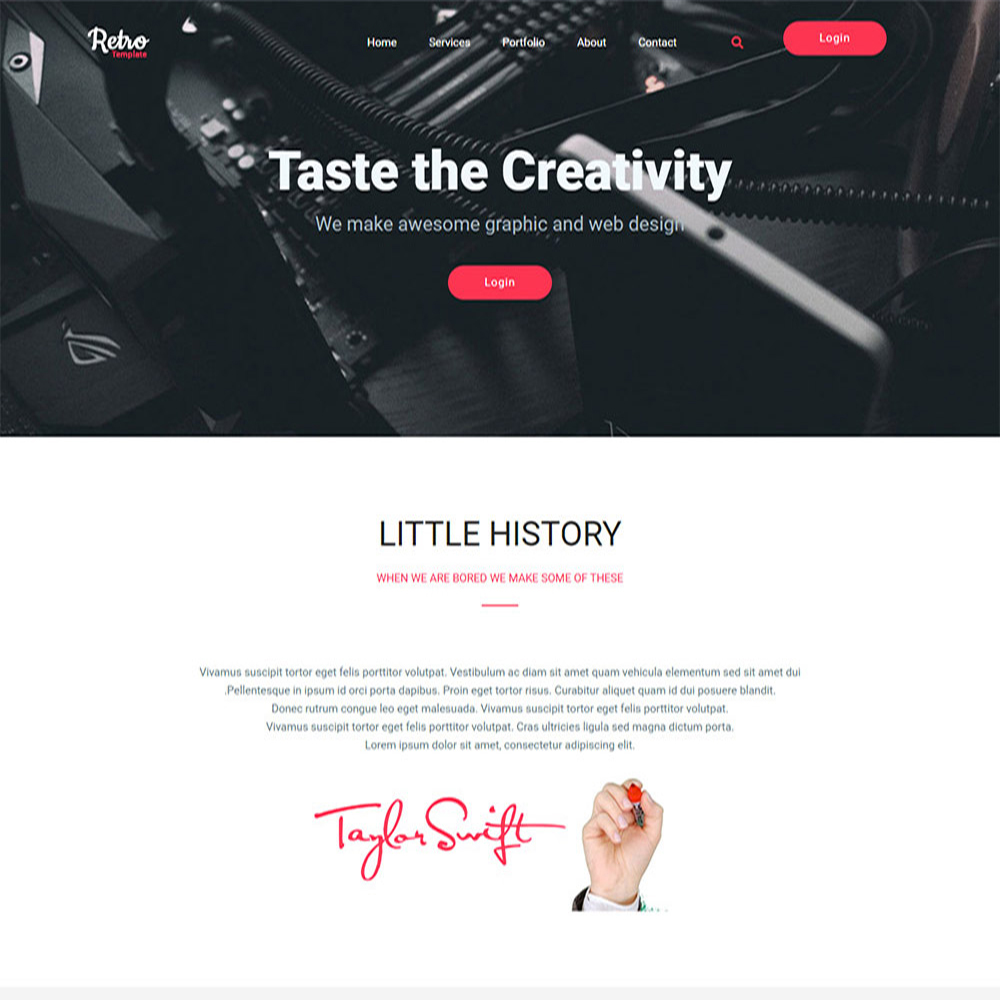 Retro
Template
Home Services Portfolio About Contact Login
Taste the Creativity
We make awesome graphic and web design
Login
LITTLE HISTORY
WHEN WE ARE BORED WE MAKE SOME OF THESE
Vivamus suscipit tortor eget felis porttitor volutpat. Vestibulum ac diam sit amet quam vehicula elementum sed sit amet dui
.Pellentesque in ipsum id orci porta dapibus. Proin eget tortor risus. Curabitur aliquet quam id dui posuere blandit.
Donec rutrum congue leo eget malesuada. Vivamus suscipit tortor eget felis porttitor volutpat.
Vivamus suscipit tortor eget felis porttitor volutpat. Cras ultricies ligula sed magna dictum porta.
Lorem ipsum dolor sit amet, consectetur adipiscing elit.
Taylor Swift